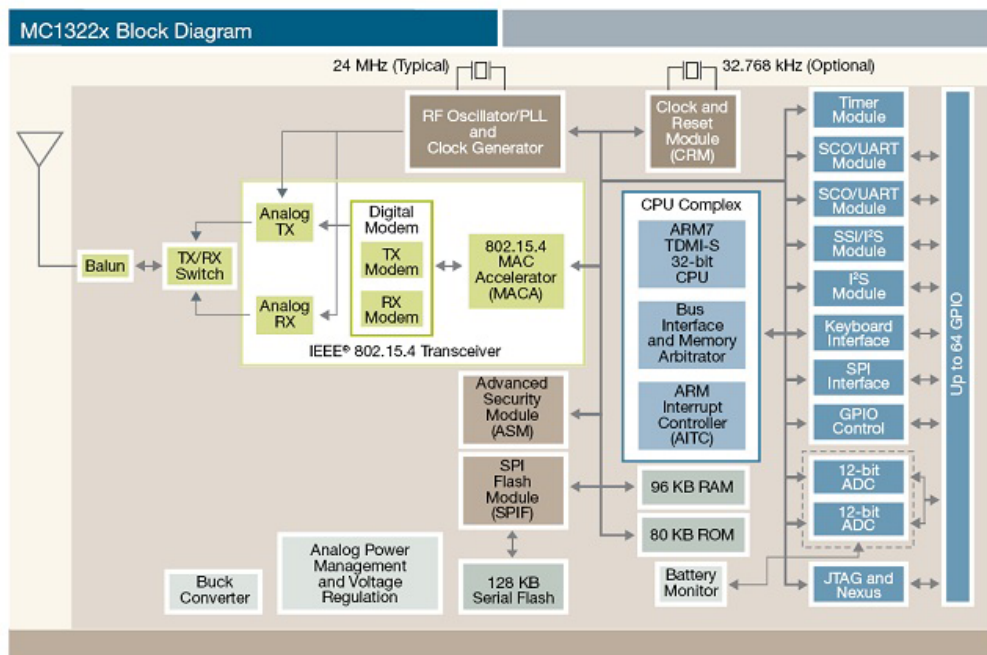 MC1322x Block Diagram
24 MHz (Typical)
32.768 kHz (Optional)
RF Oscillator/PLL
and
Clock Generator
Clock and
Reset
Module
(CRM)
Timer
Module
SCO/UART
Module
SCO/UART
Module
SSI/I²S
Module
I²S
Module
Keyboard
Interface
SPI
Interface
GPIO
Control
12-bit
ADC
12-bit
ADC
JTAG and
Nexus
Up to 64 GPIO
Balun
TX/RX
Switch
Analog
TX
Analog
RX
Digital
Modem
TX
Modem
RX
Modem
802.15.4
MAC
Accelerator
(MACA)
IEEE® 802.15.4 Transceiver
CPU Complex
ARM7
TDMI-S
32-bit
CPU
Bus
Interface
and Memory
Arbitrator
ARM
Interrupt
Controller
(AITC)
Advanced
Security
Module
(ASM)
SPI
Flash
Module
(SPIF)
96 KB RAM
80 KB ROM
Analog Power
Management
and Voltage
Regulation
Buck
Converter
128 KB
Serial Flash
Battery
Monitor